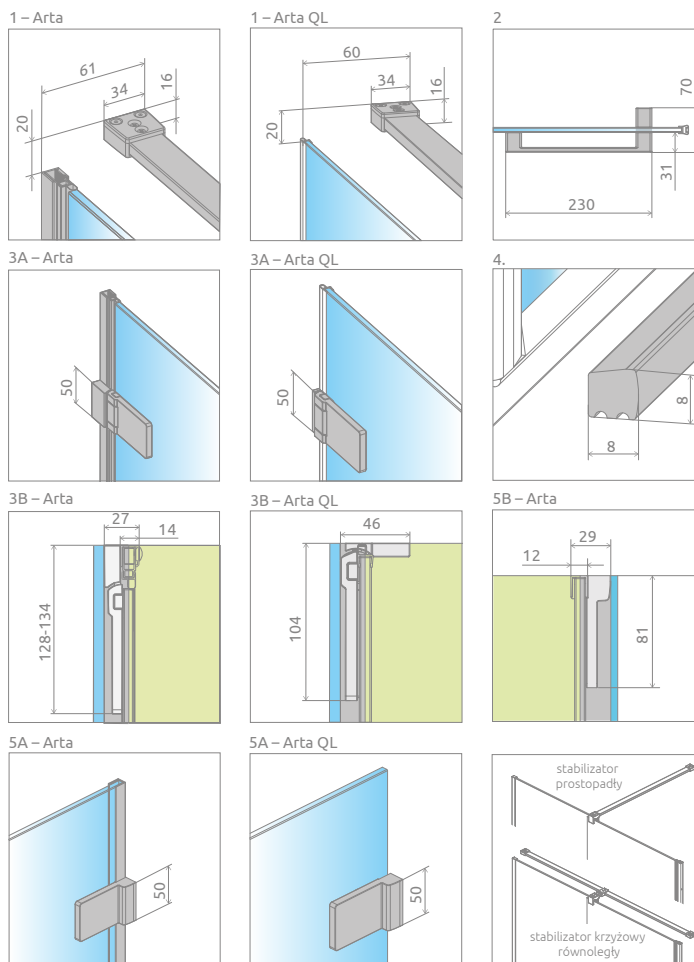 1 – Arta
61
34
16
20
1 – Arta QL
60
34
16
20
2
70
31
230
3A – Arta
50
3A – Arta QL
50
4.
8
8
3B – Arta
27
14
128-134
3B – Arta QL
46
104
5B – Arta
29
12
81
5A – Arta
50
5A – Arta QL
50
stabilizator
prostopadły
stabilizator krzyżowy
równoległy